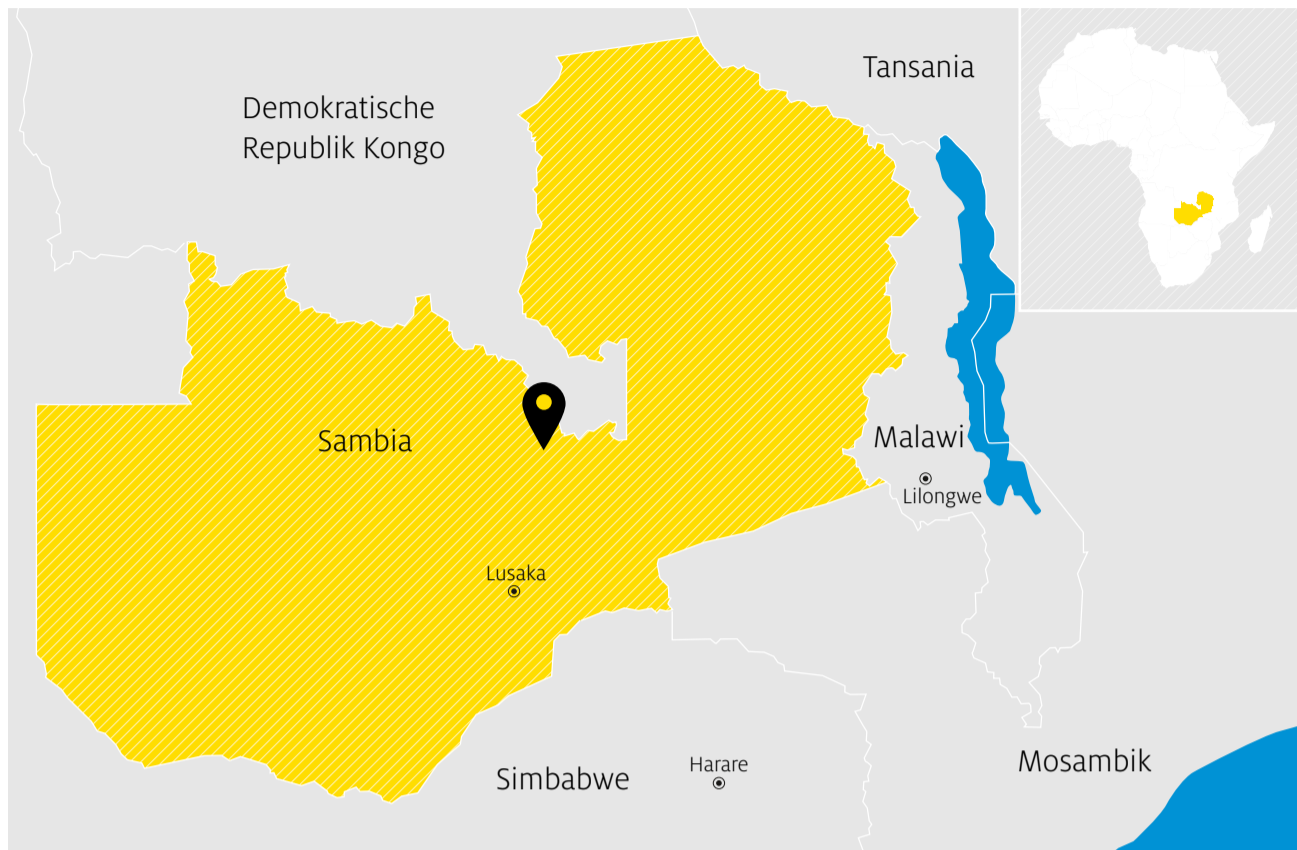 Tansania
Demokratische
Republik Kongo
Sambia
Malawi
Lilongwe
Lusaka
Simbabwe
Harare
Mosambik